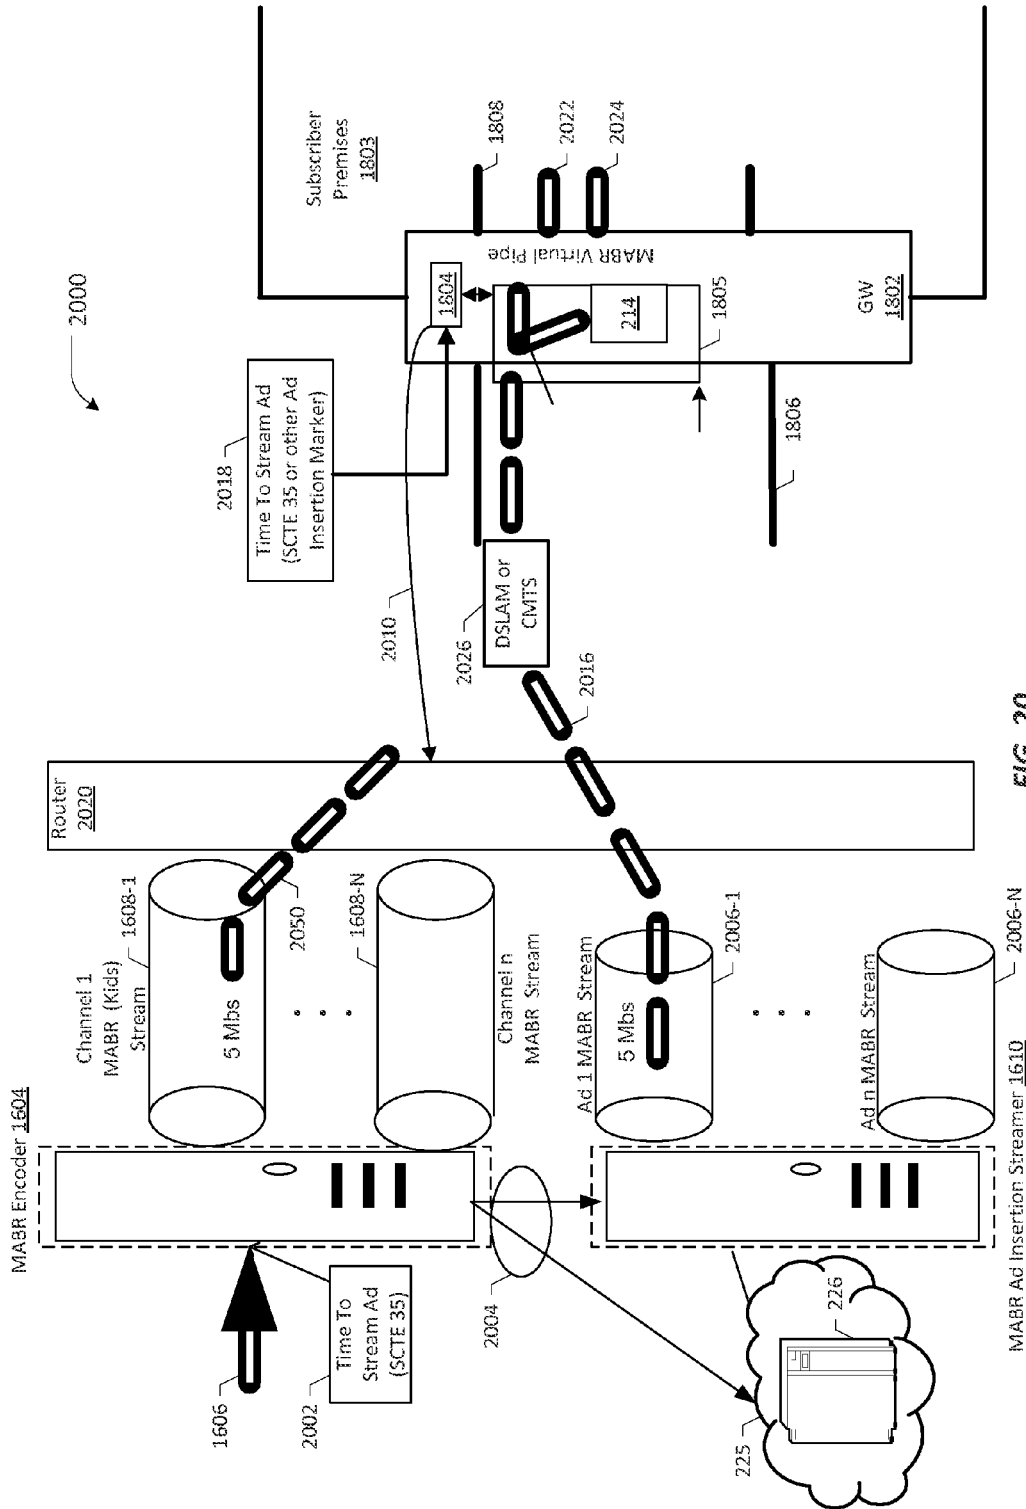 2000
MABR Encoder 1604
1606
2002
Time To
Stream Ad
(SCTE 35)
2004
225
226
MABR Ad Insertion Streamer 1610
Channel 1
MABR (Kids)
Stream
1608-1
5 Mbs
2050
1608-N
Channel n
MABR Stream
Ad 1 MABR Stream
5 Mbs
2006-1
Ad n MABR Stream
2006-N
Router
2020
2010
2016
2026
DSLAM or
CMTS
2018
Time To Stream Ad
(SCTE 35 or other Ad
Insertion Marker)
1806
1804
214
1805
MABR Virtual Pipe
GW
1802
Subscriber
Premises
1803
1808
2022
2024
FIG. 20